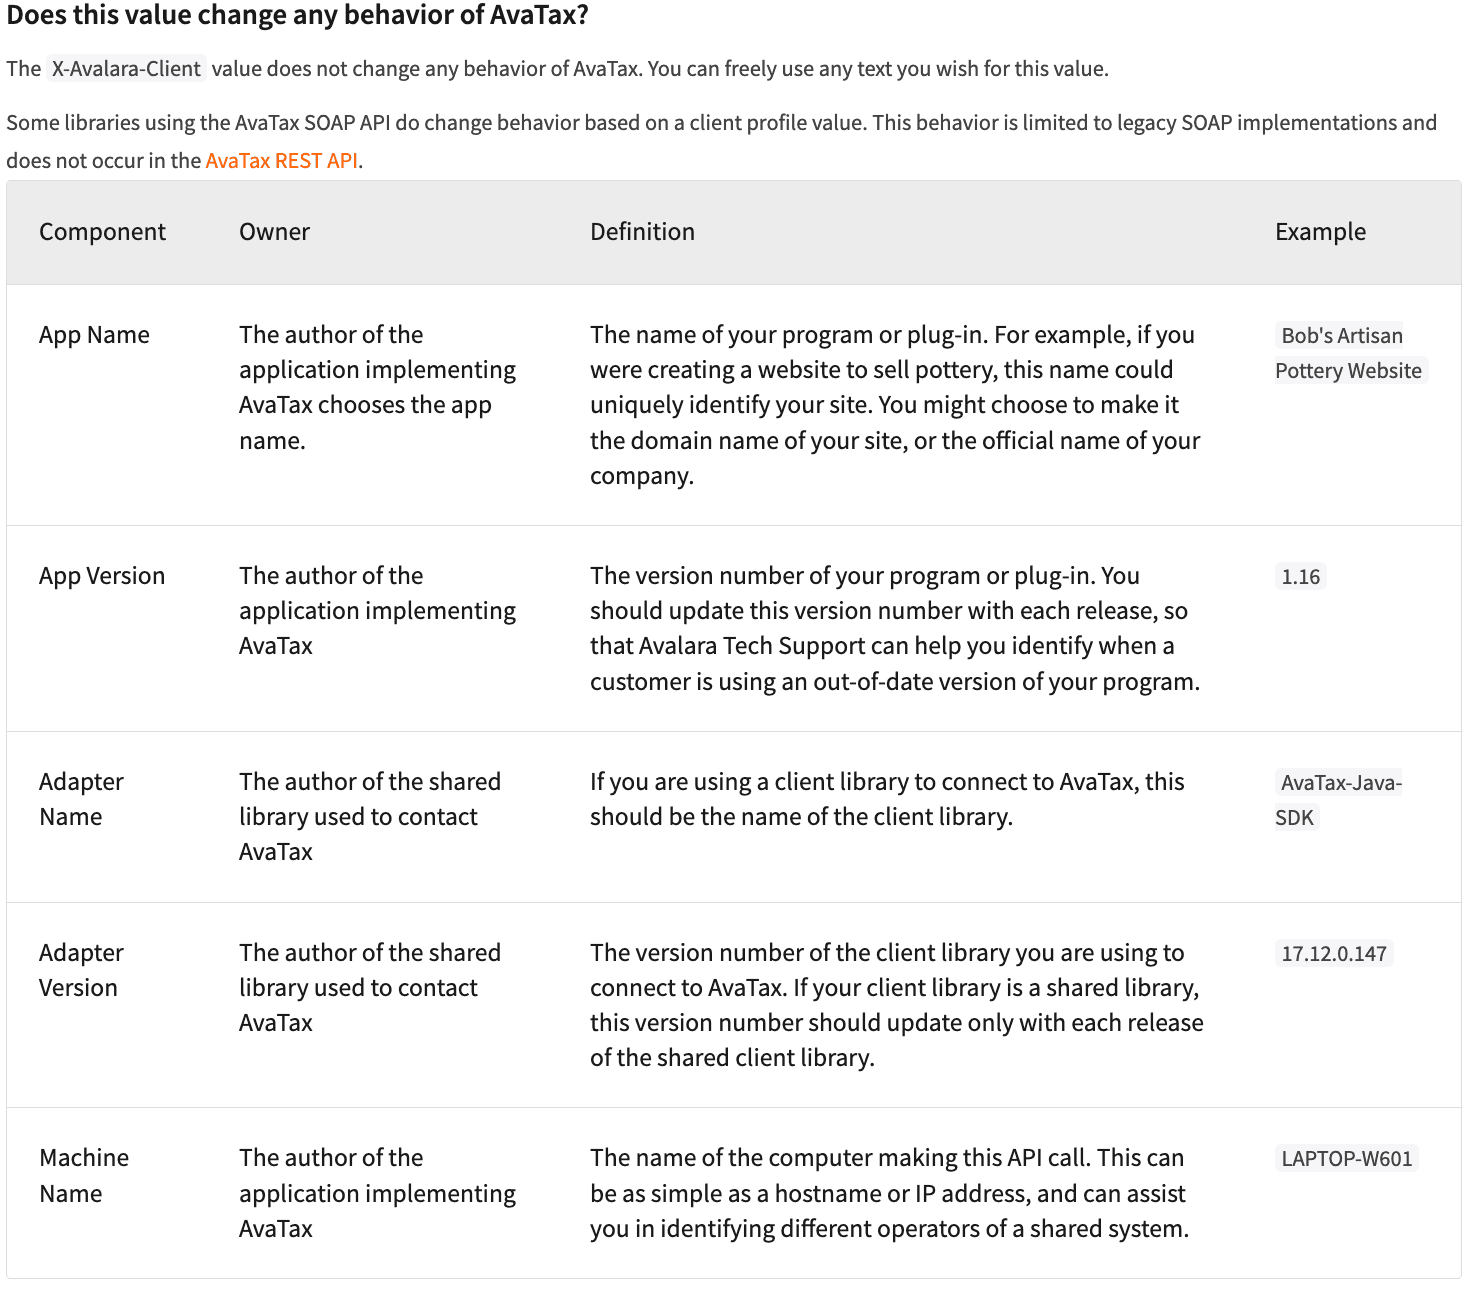 Does this value change any behavior of AvaTax?
The X-Avalara-Client value does not change any behavior of AvaTax. You can freely use any text you wish for this value.
Some libraries using the AvaTax SOAP API do change behavior based on a client profile value. This behavior is limited to legacy SOAP implementations and
does not occur in the AvaTax REST API.
Component Owner Definition Example
App Name
The author of the
application implementing
AvaTax chooses the app
name.
The name of your program or plug-in. For example, if you
were creating a website to sell pottery, this name could
uniquely identify your site. You might choose to make it
the domain name of your site, or the official name of your
company.
Bob's Artisan
Pottery Website
App Version
The author of the
application implementing
AvaTax
The version number of your program or plug-in. You
should update this version number with each release, so
that Avalara Tech Support can help you identify when a
customer is using an out-of-date version of your program.
1.16
Adapter
Name
The author of the shared
library used to contact
AvaTax
If you are using a client library to connect to AvaTax, this
should be the name of the client library.
AvaTax-Java-
SDK
Adapter
Version
The author of the shared
library used to contact
AvaTax
The version number of the client library you are using to
connect to AvaTax. If your client library is a shared library,
this version number should update only with each release
of the shared client library.
17.12.0.147
Machine
Name
The author of the
application implementing
AvaTax
The name of the computer making this API call. This can
be as simple as a hostname or IP address, and can assist
you in identifying different operators of a shared system.
LAPTOP-W601